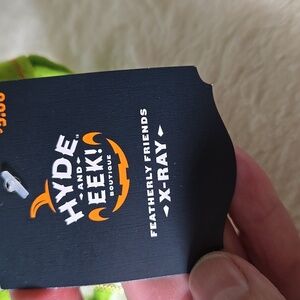 HYDE
AND
EEK!
BOUTIQUE
FEATHERLY FRIENDS
X-RAY